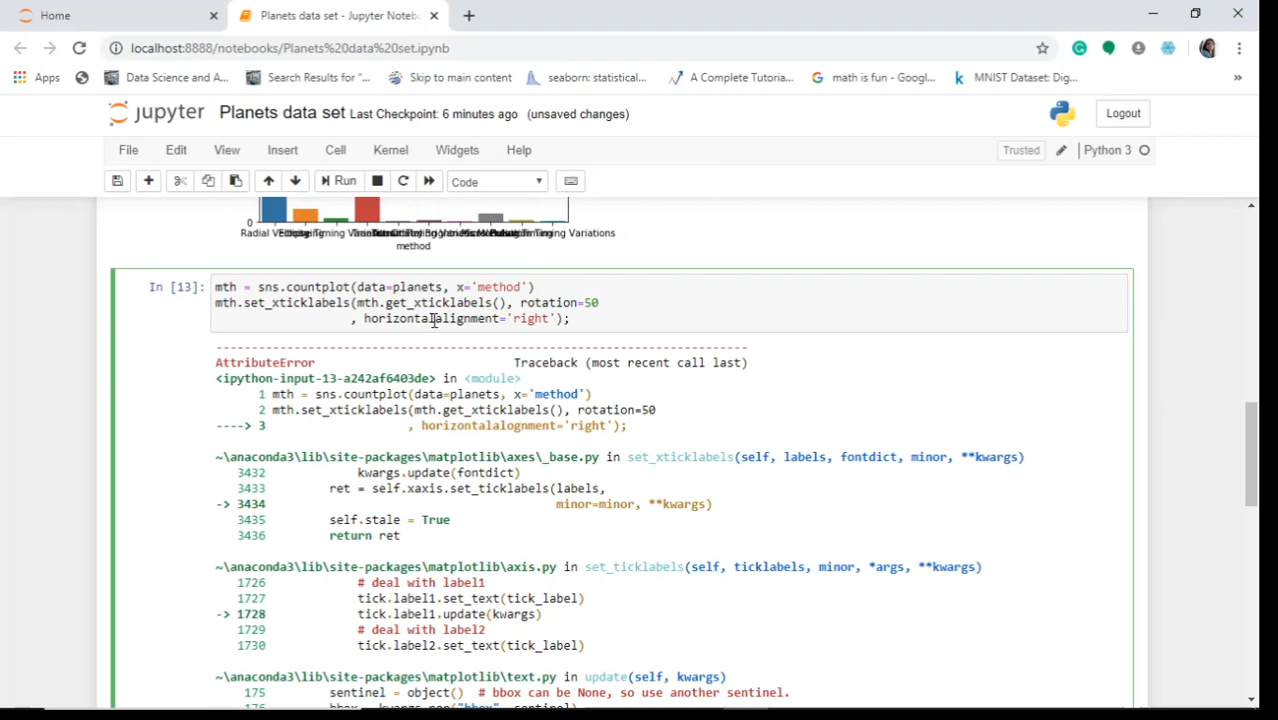 Home
Planets data set - Jupyter Notebo
localhost:8888/notebooks/Planets%20data%20set.ipynb
Apps Data Science and A... Search Results for "... Skip to main content seaborn: statistical... A Complete Tutoria... math is fun - Googl... MNIST Dataset: Dig... »
jupyter Planets data set Last Checkpoint: 6 minutes ago (unsaved changes) Logout
File Edit View Insert Cell Kernel Widgets Help Trusted Python 3
Run Code
0
Radial Timing Variations
method
In [13]: mth = sns.countplot(data=planets, x='method')
mth.set_xticklabels(mth.get_xticklabels(), rotation=50
, horizontalalignment='right');
---------------------------------------------------------------------------
AttributeError Traceback (most recent call last)
<ipython-input-13-a242af6403de> in <module>
1 mth = sns.countplot(data=planets, x='method')
2 mth.set_xticklabels(mth.get_xticklabels(), rotation=50
----> 3 , horizontalalognment='right');
~\anaconda3\lib\site-packages\matplotlib\axes\_base.py in set_xticklabels(self, labels, fontdict, minor, **kwargs)
3432 kwargs.update(fontdict)
3433 ret = self.xaxis.set_ticklabels(labels,
-> 3434 minor=minor, **kwargs)
3435 self.stale = True
3436 return ret
~\anaconda3\lib\site-packages\matplotlib\axis.py in set_ticklabels(self, ticklabels, minor, *args, **kwargs)
1726 # deal with label1
1727 tick.label1.set_text(tick_label)
-> 1728 tick.label1.update(kwargs)
1729 # deal with label2
1730 tick.label2.set_text(tick_label)
~\anaconda3\lib\site-packages\matplotlib\text.py in update(self, kwargs)
175 sentinel = object() # bbox can be None, so use another sentinel.
176 bbox = kwargs.pop("bbox", sentinel)